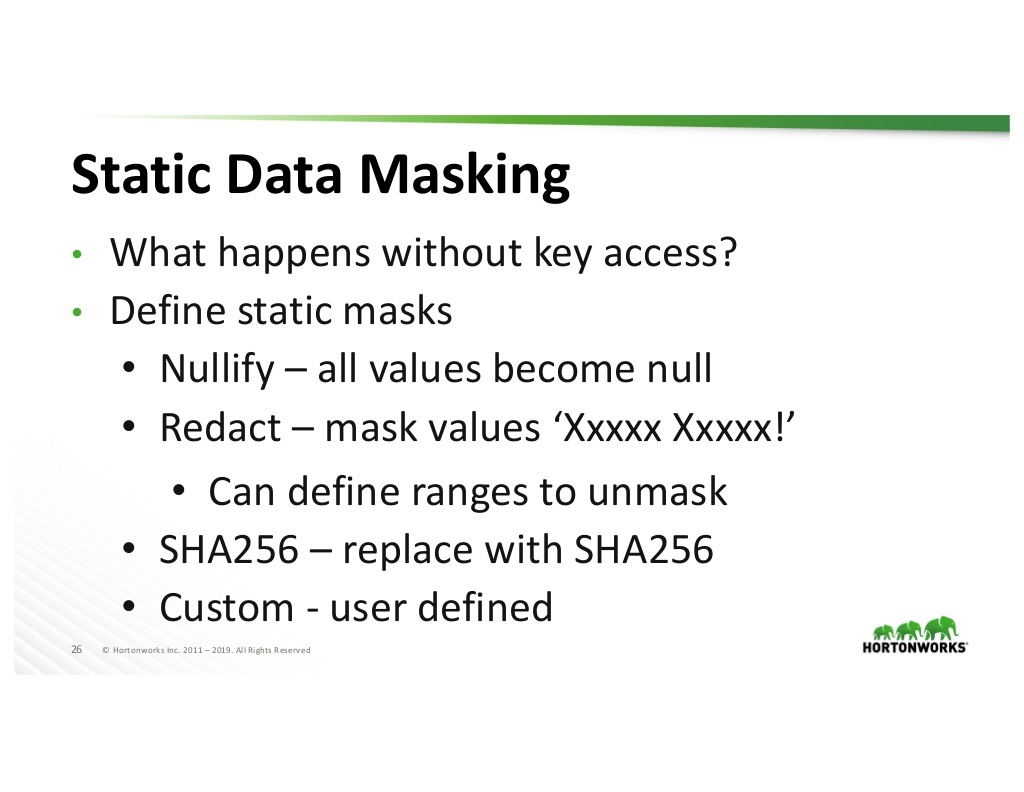 Static Data Masking
• What happens without key access?
• Define static masks
• Nullify – all values become null
• Redact – mask values ‘Xxxxx Xxxxx!’
• Can define ranges to unmask
• SHA256 – replace with SHA256
• Custom - user defined
26 © Hortonworks Inc. 2011 – 2019. All Rights Reserved
HORTONWORKS